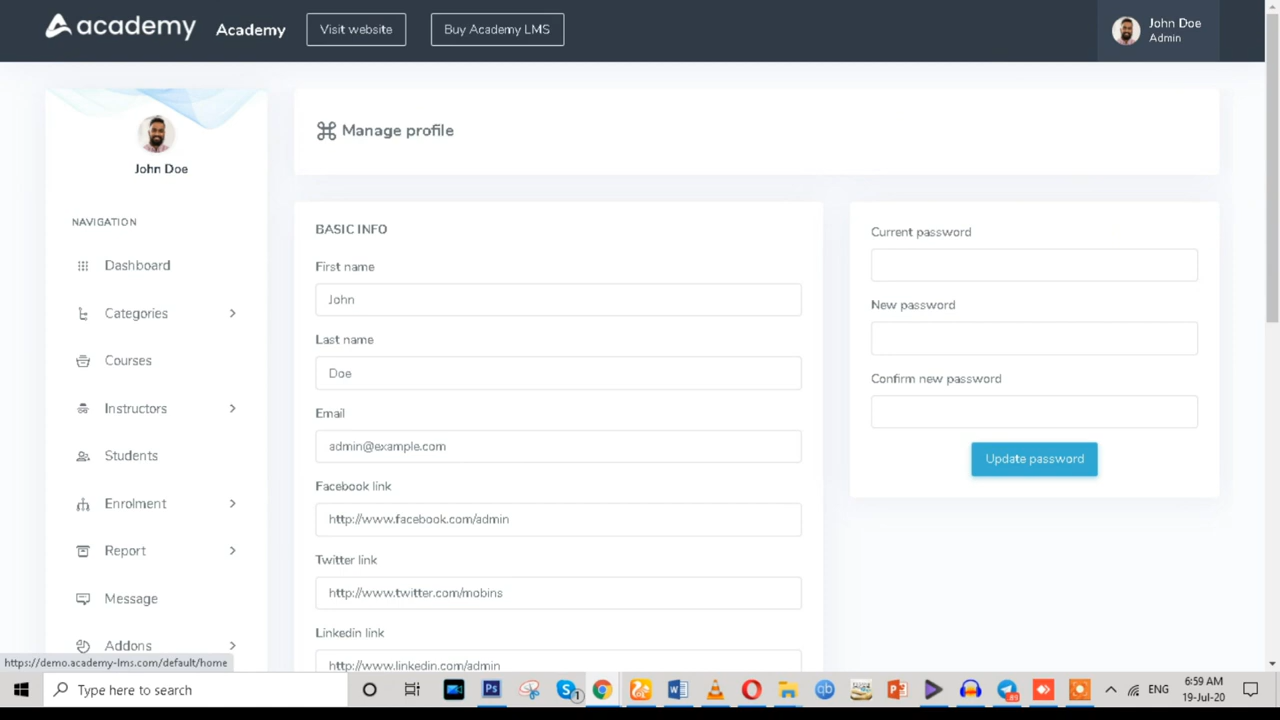 academy Academy Visit website Buy Academy LMS John Doe
Admin
John Doe
NAVIGATION
Dashboard
Categories
Courses
Instructors
Students
Enrolment
Report
Message
Addons
https://demo.academy-lms.com/default/home
Manage profile
BASIC INFO
First name
John
Last name
Doe
Email
admin@example.com
Facebook link
http://www.facebook.com/admin
Twitter link
http://www.twitter.com/mobins
Linkedin link
http://www.linkedin.com/admin
Current password
New password
Confirm new password
Update password
Type here to search
Ps
S 1
W
qb
P
89
ENG
6:59 AM
19-Jul-20